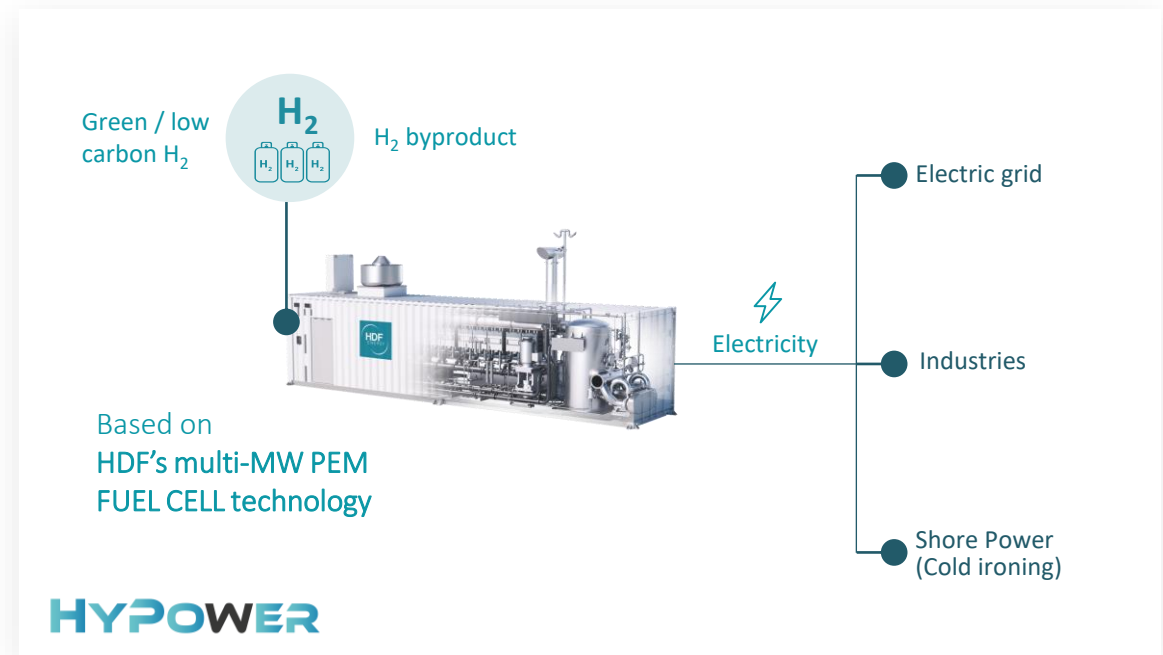 H₂
Green / low
carbon H₂
H₂ H₂ H₂
H₂ byproduct
Electric grid
HDF
ENERGY
Electricity
Industries
Based on
HDF's multi-MW PEM
FUEL CELL technology
Shore Power
(Cold ironing)
HYPOWER